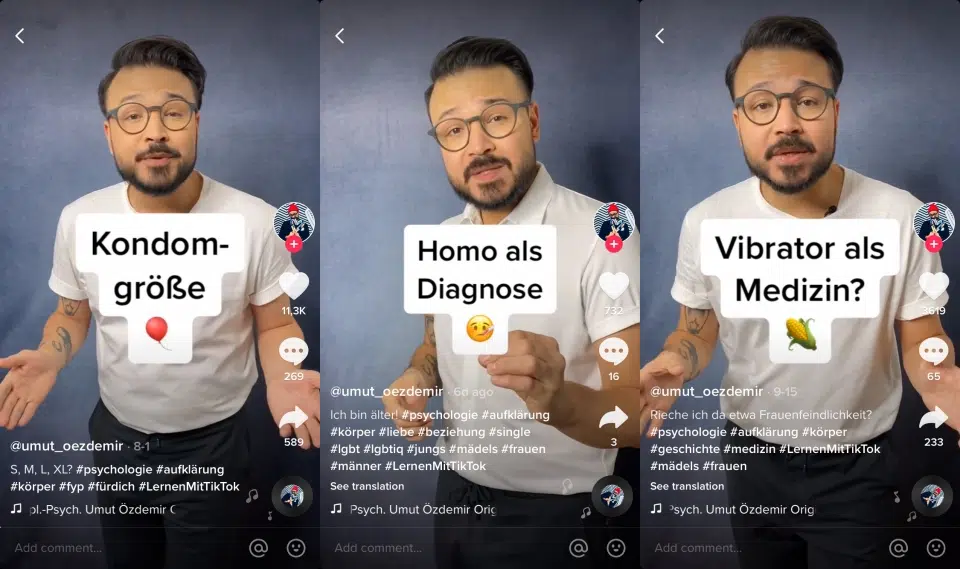 Kondom-
größe
11,3K
269
589
@umut_oezdemir · 8-1
S, M, L, XL? #psychologie #aufklärung
#körper #fyp #fürdich #LernenMitTikTok
pl.-Psych. Umut Özdemir
Add comment...
Homo als
Diagnose
732
16
3
@umut_oezdemir · 6d ago
Ich bin älter! #psychologie #aufklärung
#körper #liebe #beziehung #single
#lgbt #lgbtiq #jungs #mädels #frauen
#männer #LernenMitTikTok
See translation
Psych. Umut Özdemir Orig
Add comment...
Vibrator als
Medizin?
3619
65
233
@umut_oezdemir · 9-15
Rieche ich da etwa Frauenfeindlichkeit?
#psychologie #aufklärung #körper
#geschichte #medizin #LernenMitTikTok
#mädels #frauen
See translation
Psych. Umut Özdemir Orig
Add comment...